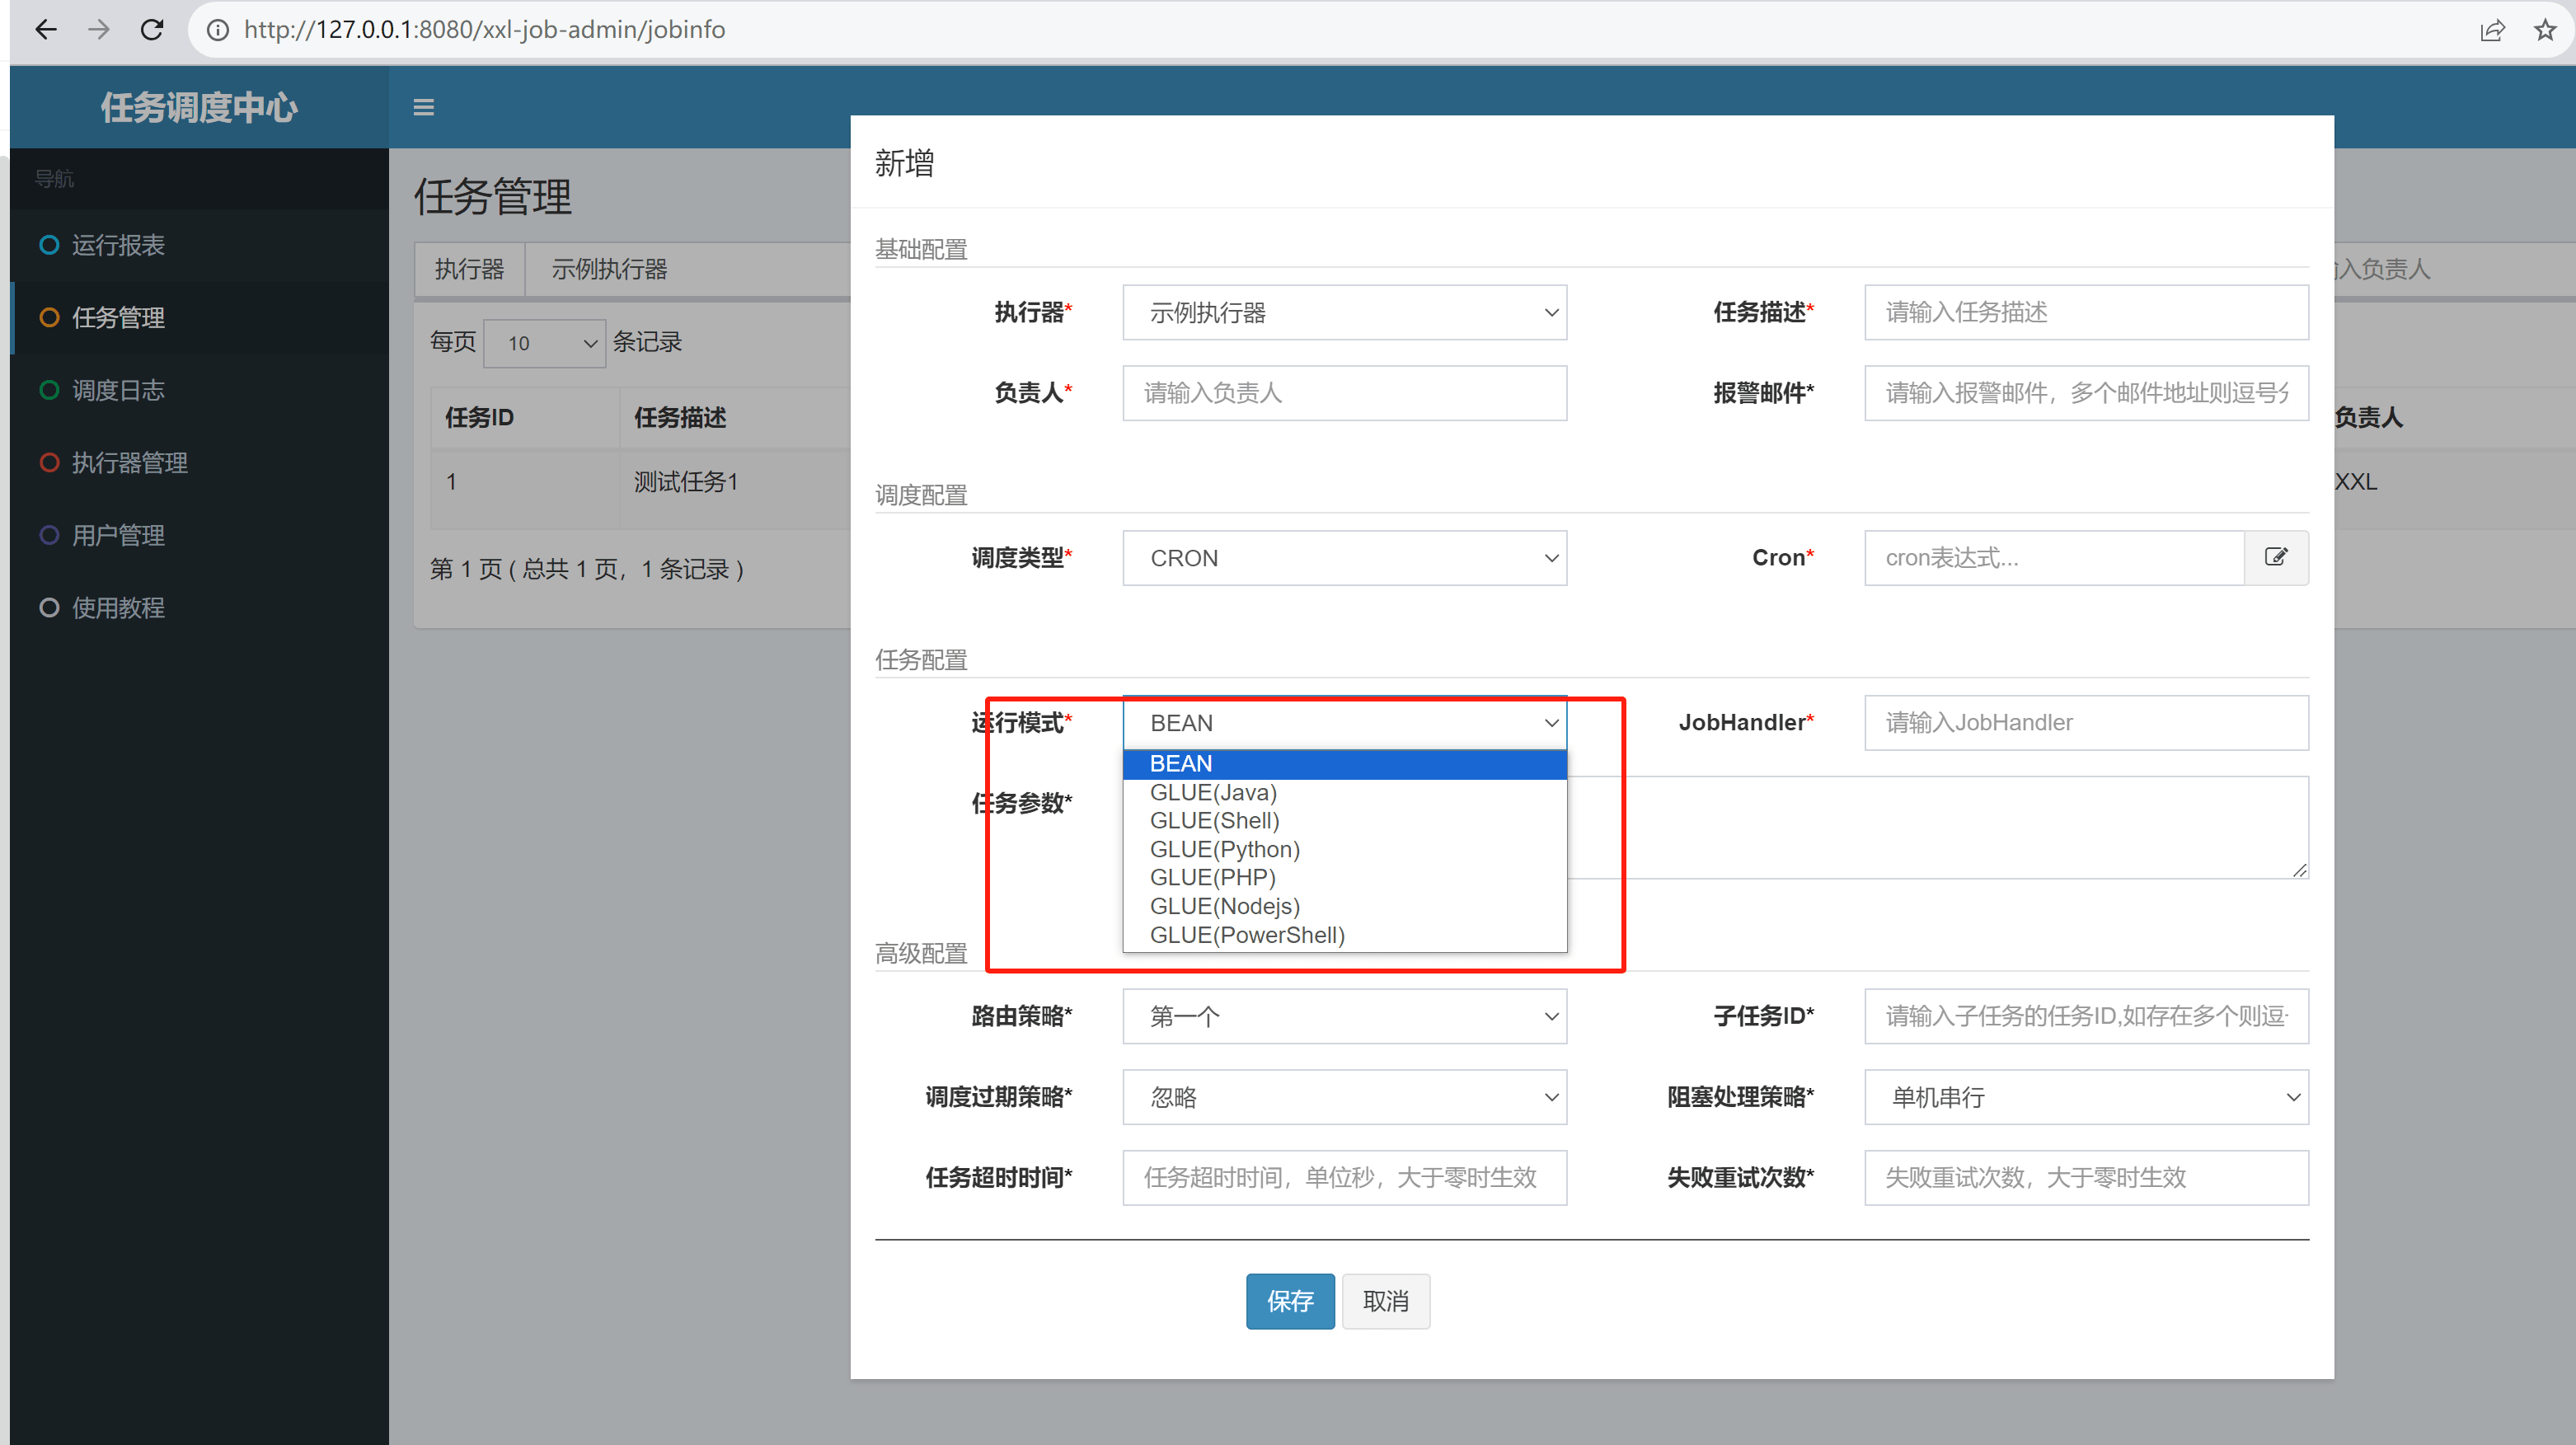 http://127.0.0.1:8080/xxl-job-admin/jobinfo
任务调度中心
导航
运行报表
任务管理
调度日志
执行器管理
用户管理
使用教程
任务管理
执行器 示例执行器
每页 10 条记录
任务ID 任务描述
1 测试任务1
第 1 页 ( 总共 1 页，1 条记录 )
新增
基础配置
执行器* 示例执行器 任务描述* 请输入任务描述
负责人* 请输入负责人 报警邮件* 请输入报警邮件，多个邮件地址则逗号分
调度配置
调度类型* CRON Cron* cron表达式...
任务配置
运行模式* BEAN JobHandler* 请输入JobHandler
BEAN
GLUE(Java)
GLUE(Shell)
GLUE(Python)
GLUE(PHP)
GLUE(Nodejs)
GLUE(PowerShell)
任务参数*
高级配置
路由策略* 第一个 子任务ID* 请输入子任务的任务ID,如存在多个则逗
调度过期策略* 忽略 阻塞处理策略* 单机串行
任务超时时间* 任务超时时间，单位秒，大于零时生效 失败重试次数* 失败重试次数，大于零时生效
保存 取消
入负责人
负责人
XXL